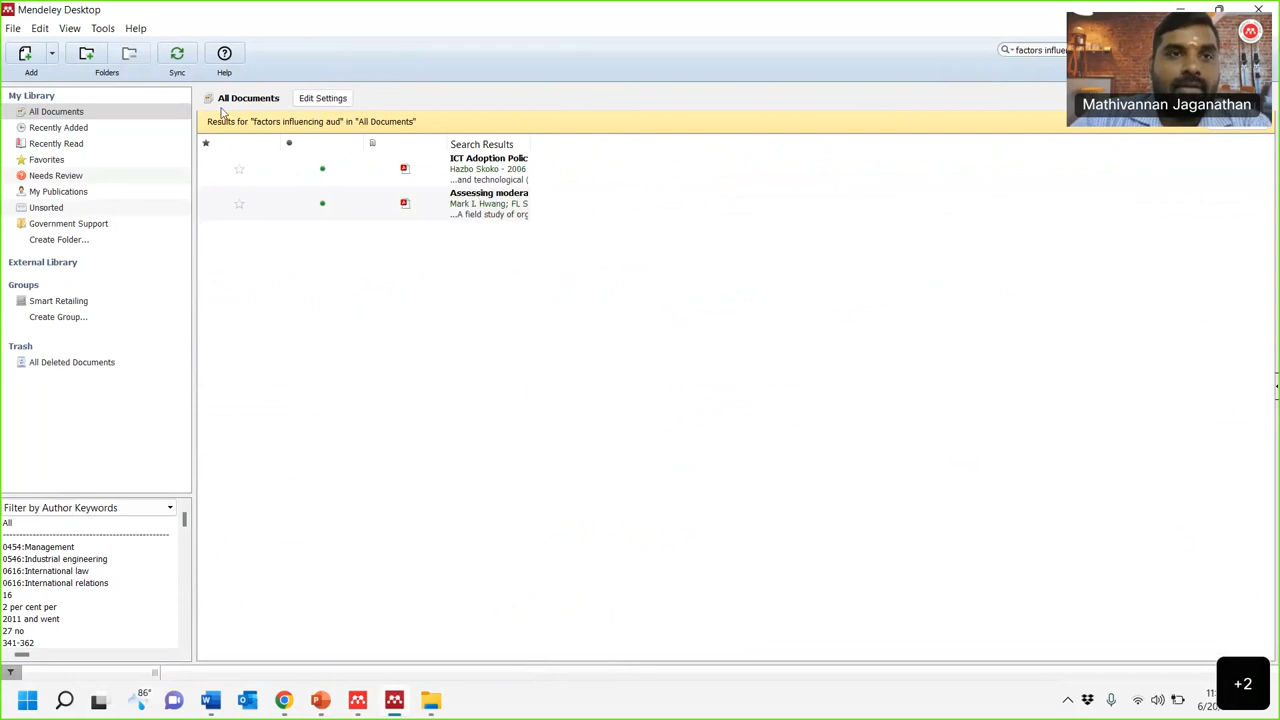 Mendeley Desktop
File Edit View Tools Help
Add Folders Sync Help
factors influe
Mathivannan Jaganathan
My Library
All Documents
Recently Added
Recently Read
Favorites
Needs Review
My Publications
Unsorted
Government Support
Create Folder...
External Library
Groups
Smart Retailing
Create Group...
Trash
All Deleted Documents
Filter by Author Keywords
All
0454:Management
0546:Industrial engineering
0616:International law
0616:International relations
16
2 per cent per
2011 and went
27 no
341-362
All Documents Edit Settings
Results for "factors influencing aud" in "All Documents"
Search Results
ICT Adoption Polic
Hazbo Skoko - 2006
...and technological (
Assessing modera
Mark I. Hwang; FL S
...A field study of org
+2
86°
11:
6/20